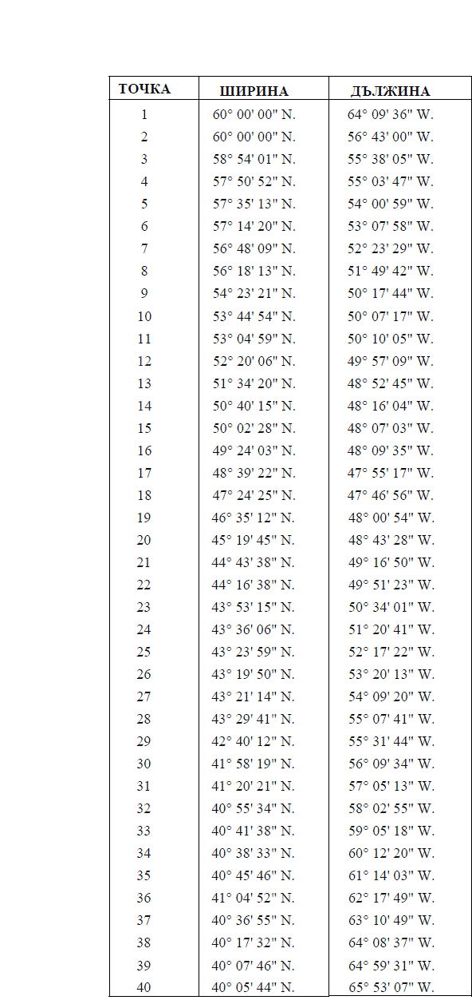 ТОЧКА ШИРИНА ДЪЛЖИНА
1 60° 00' 00" N. 64° 09' 36" W.
2 60° 00' 00" N. 56° 43' 00" W.
3 58° 54' 01" N. 55° 38' 05" W.
4 57° 50' 52" N. 55° 03' 47" W.
5 57° 35' 13" N. 54° 00' 59" W.
6 57° 14' 20" N. 53° 07' 58" W.
7 56° 48' 09" N. 52° 23' 29" W.
8 56° 18' 13" N. 51° 49' 42" W.
9 54° 23' 21" N. 50° 17' 44" W.
10 53° 44' 54" N. 50° 07' 17" W.
11 53° 04' 59" N. 50° 10' 05" W.
12 52° 20' 06" N. 49° 57' 09" W.
13 51° 34' 20" N. 48° 52' 45" W.
14 50° 40' 15" N. 48° 16' 04" W.
15 50° 02' 28" N. 48° 07' 03" W.
16 49° 24' 03" N. 48° 09' 35" W.
17 48° 39' 22" N. 47° 55' 17" W.
18 47° 24' 25" N. 47° 46' 56" W.
19 46° 35' 12" N. 48° 00' 54" W.
20 45° 19' 45" N. 48° 43' 28" W.
21 44° 43' 38" N. 49° 16' 50" W.
22 44° 16' 38" N. 49° 51' 23" W.
23 43° 53' 15" N. 50° 34' 01" W.
24 43° 36' 06" N. 51° 20' 41" W.
25 43° 23' 59" N. 52° 17' 22" W.
26 43° 19' 50" N. 53° 20' 13" W.
27 43° 21' 14" N. 54° 09' 20" W.
28 43° 29' 41" N. 55° 07' 41" W.
29 42° 40' 12" N. 55° 31' 44" W.
30 41° 58' 19" N. 56° 09' 34" W.
31 41° 20' 21" N. 57° 05' 13" W.
32 40° 55' 34" N. 58° 02' 55" W.
33 40° 41' 38" N. 59° 05' 18" W.
34 40° 38' 33" N. 60° 12' 20" W.
35 40° 45' 46" N. 61° 14' 03" W.
36 41° 04' 52" N. 62° 17' 49" W.
37 40° 36' 55" N. 63° 10' 49" W.
38 40° 17' 32" N. 64° 08' 37" W.
39 40° 07' 46" N. 64° 59' 31" W.
40 40° 05' 44" N. 65° 53' 07" W.